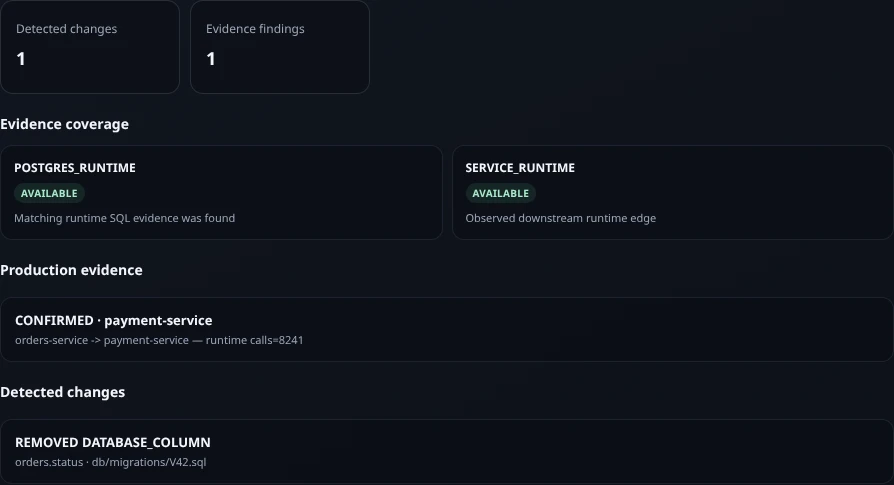 Detected changes
1
Evidence findings
1
Evidence coverage
POSTGRES_RUNTIME
AVAILABLE
Matching runtime SQL evidence was found
SERVICE_RUNTIME
AVAILABLE
Observed downstream runtime edge
Production evidence
CONFIRMED · payment-service
orders-service -> payment-service — runtime calls=8241
Detected changes
REMOVED DATABASE_COLUMN
orders.status · db/migrations/V42.sql